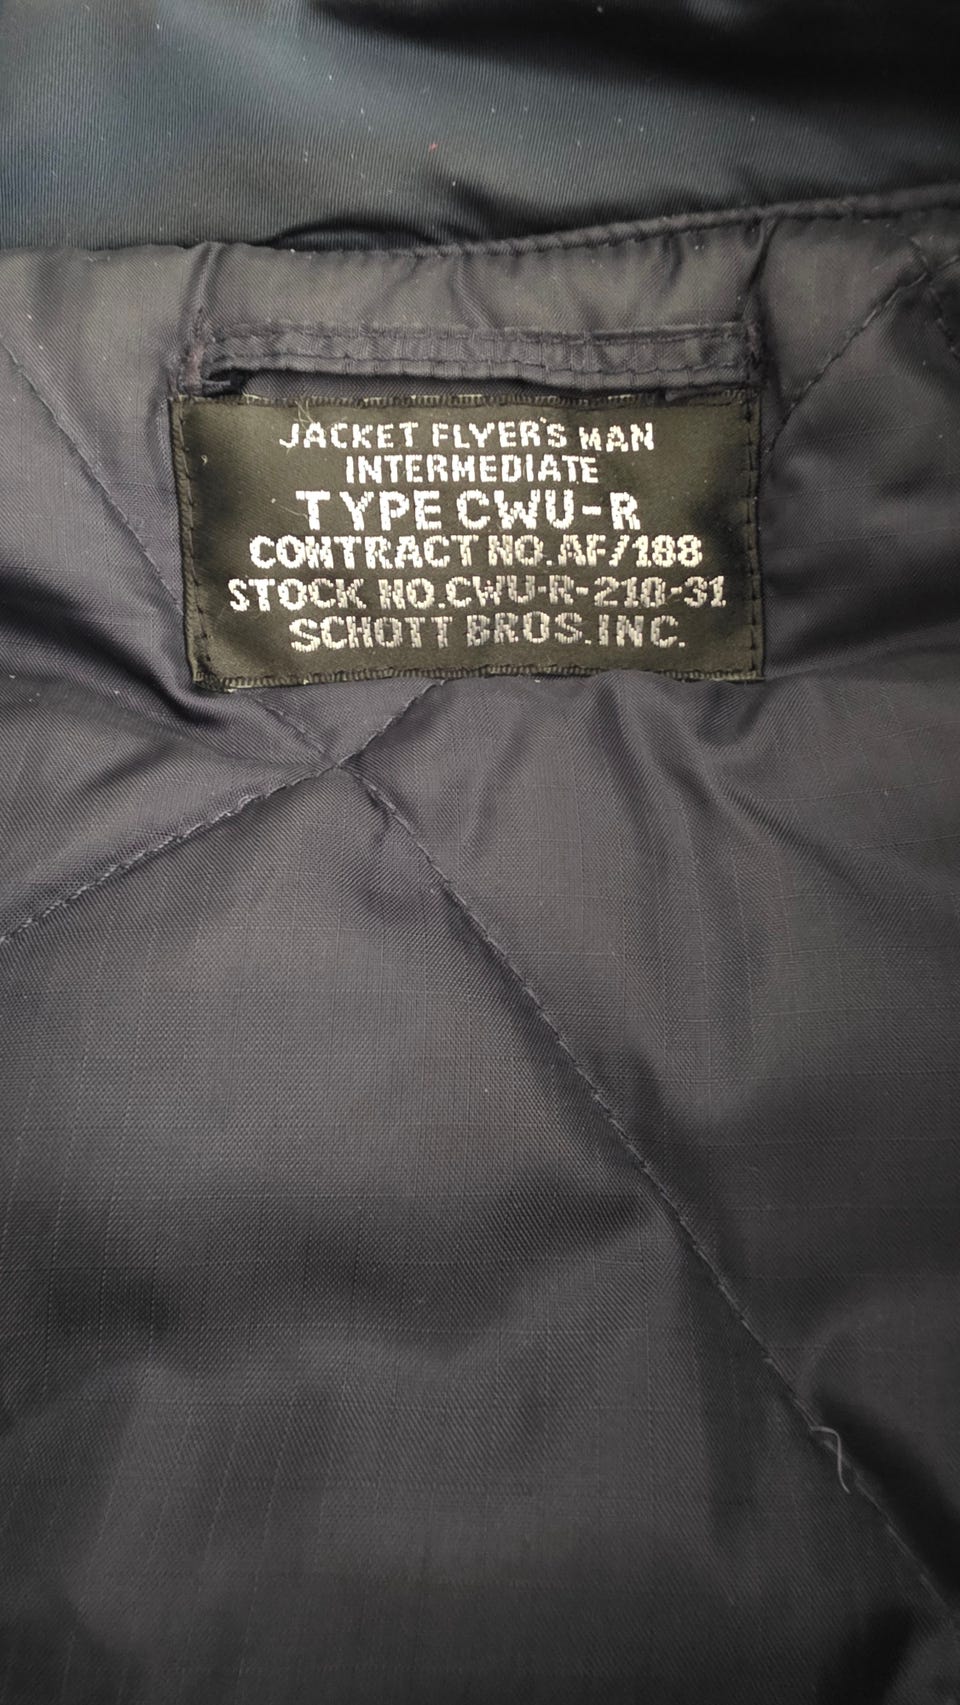 JACKET FLYER'S MAN
INTERMEDIATE
TYPE CWU-R
CONTRACT NO.AF/188
STOCK NO.CWU-R-210-31
SCHOTT BROS.INC.